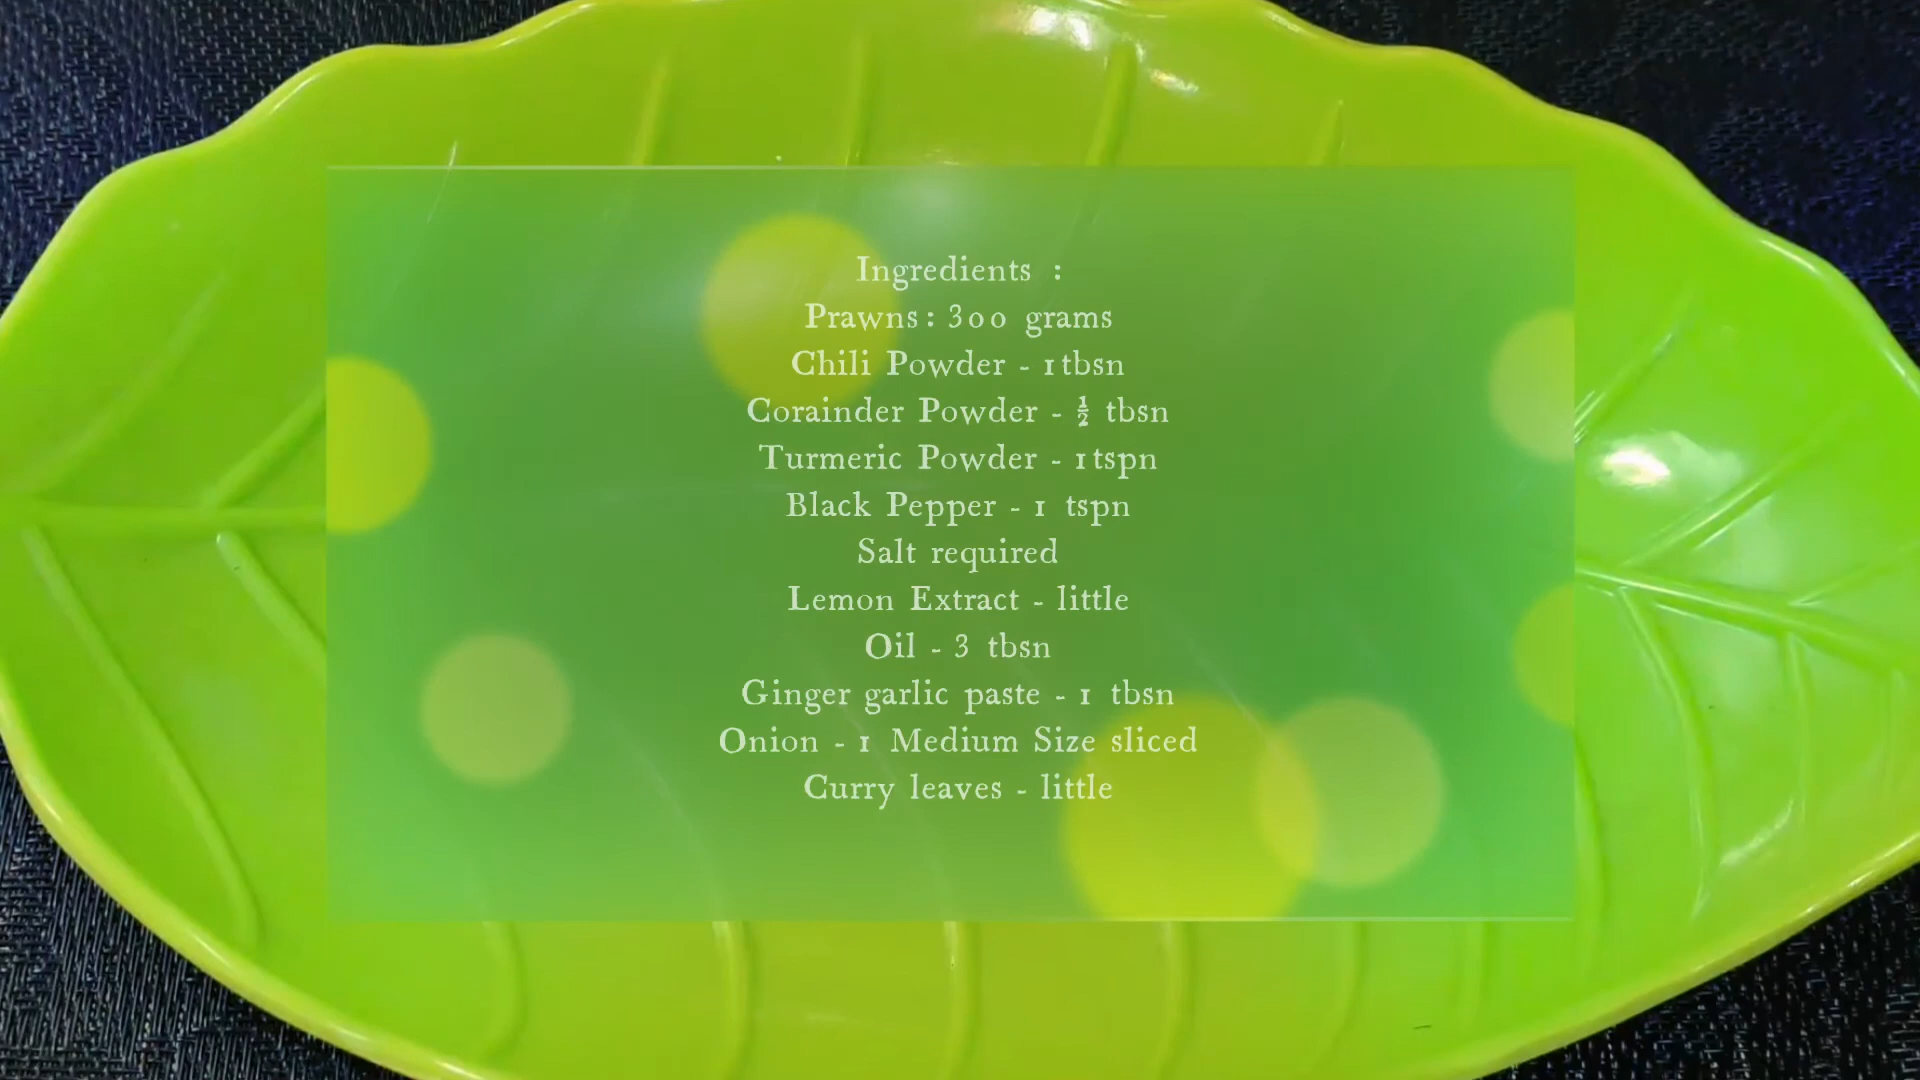 Ingredients :
Prawns: 300 grams
Chili Powder - 1tbsn
Corainder Powder - ½ tbsn
Turmeric Powder - 1tspn
Black Pepper - 1 tspn
Salt required
Lemon Extract - little
Oil - 3 tbsn
Ginger garlic paste - 1 tbsn
Onion - 1 Medium Size sliced
Curry leaves - little